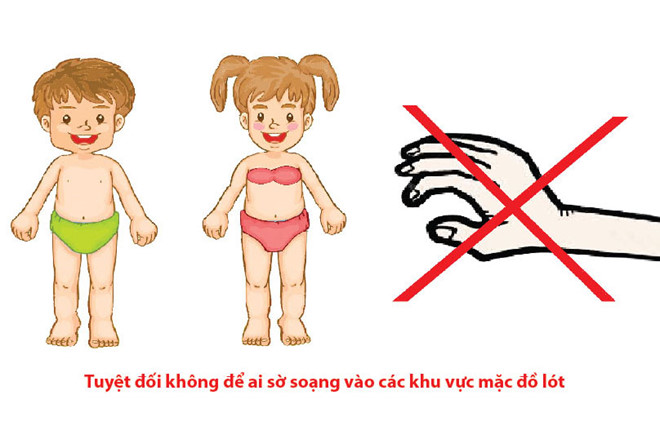 Tuyệt đối không để ai sờ soạng vào các khu vực mặc đồ lót